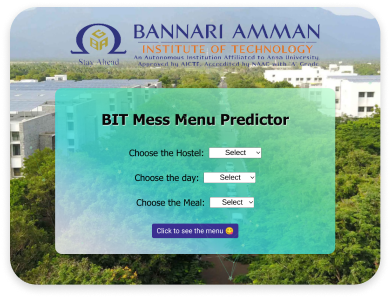 BANNARI AMMAN
INSTITUTE OF TECHNOLOGY
Stay Ahead
An Autonomous Institution Affiliated to Anna University
Approved by AICTE, Accredited by NAAC with 'A' Grade
BIT Mess Menu Predictor
Choose the Hostel: Select
Choose the day: Select
Choose the Meal: Select
Click to see the menu 😋